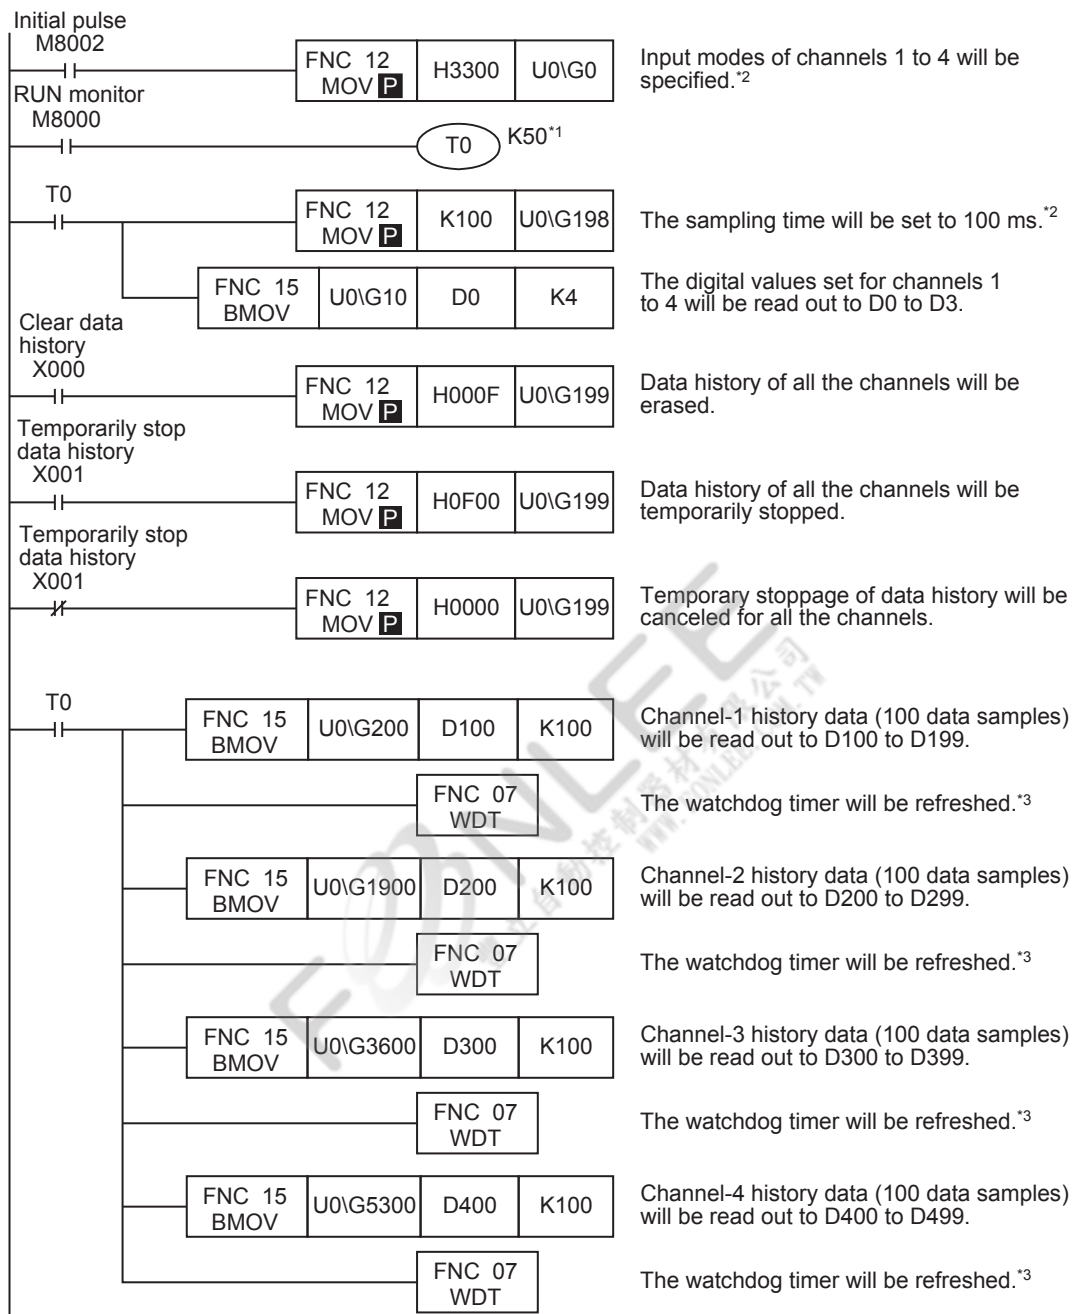 Initial pulse
M8002
FNC 12
MOV P
H3300
U0\G0
Input modes of channels 1 to 4 will be
specified.*2
RUN monitor
M8000
T0
K50*1
T0
FNC 12
MOV P
K100
U0\G198
The sampling time will be set to 100 ms.*2
FNC 15
BMOV
U0\G10
D0
K4
The digital values set for channels 1
to 4 will be read out to D0 to D3.
Clear data
history
X000
FNC 12
MOV P
H000F
U0\G199
Data history of all the channels will be
erased.
Temporarily stop
data history
X001
FNC 12
MOV P
H0F00
U0\G199
Data history of all the channels will be
temporarily stopped.
Temporarily stop
data history
X001
FNC 12
MOV P
H0000
U0\G199
Temporary stoppage of data history will be
canceled for all the channels.
T0
FNC 15
BMOV
U0\G200
D100
K100
Channel-1 history data (100 data samples)
will be read out to D100 to D199.
FNC 07
WDT
The watchdog timer will be refreshed.*3
FNC 15
BMOV
U0\G1900
D200
K100
Channel-2 history data (100 data samples)
will be read out to D200 to D299.
FNC 07
WDT
The watchdog timer will be refreshed.*3
FNC 15
BMOV
U0\G3600
D300
K100
Channel-3 history data (100 data samples)
will be read out to D300 to D399.
FNC 07
WDT
The watchdog timer will be refreshed.*3
FNC 15
BMOV
U0\G5300
D400
K100
Channel-4 history data (100 data samples)
will be read out to D400 to D499.
FNC 07
WDT
The watchdog timer will be refreshed.*3